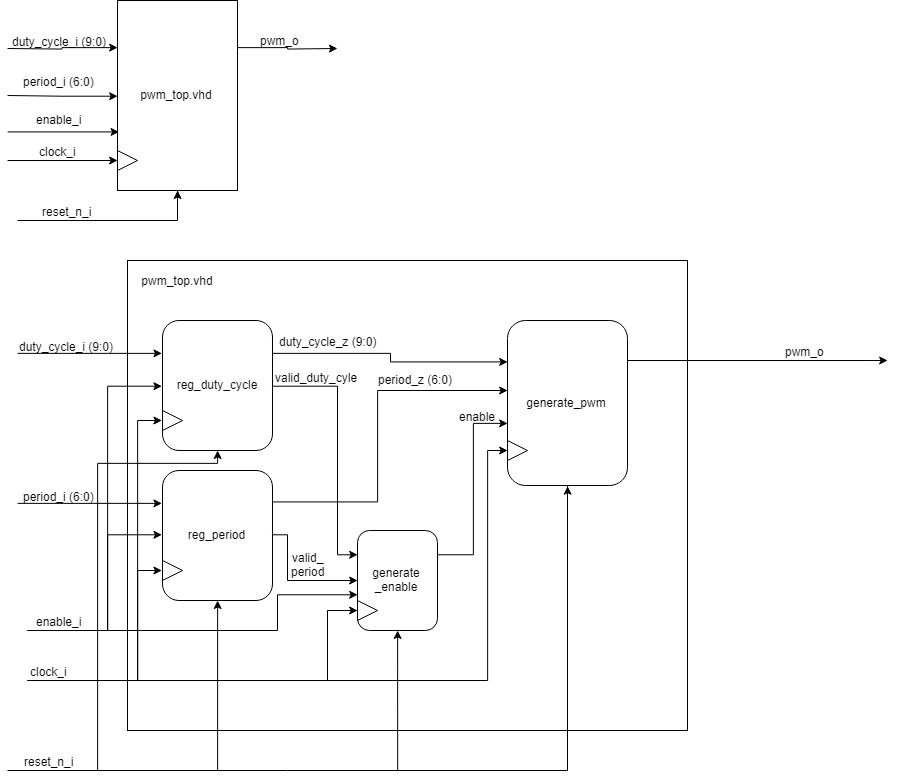 duty_cycle_i (9:0)
pwm_o
period_i (6:0)
pwm_top.vhd
enable_i
clock_i
reset_n_i
pwm_top.vhd
duty_cycle_i (9:0)
duty_cycle_z (9:0)
pwm_o
reg_duty_cycle
valid_duty_cyle
period_z (6:0)
generate_pwm
enable
period_i (6:0)
reg_period
valid_
period
generate
_enable
enable_i
clock_i
reset_n_i